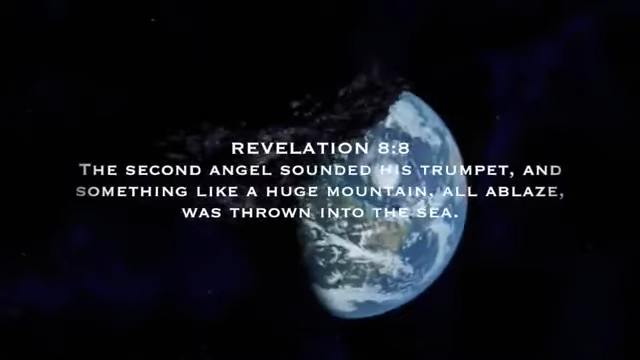 REVELATION 8:8
THE SECOND ANGEL SOUNDED HIS TRUMPET, AND
SOMETHING LIKE A HUGE MOUNTAIN, ALL ABLAZE,
WAS THROWN INTO THE SEA.